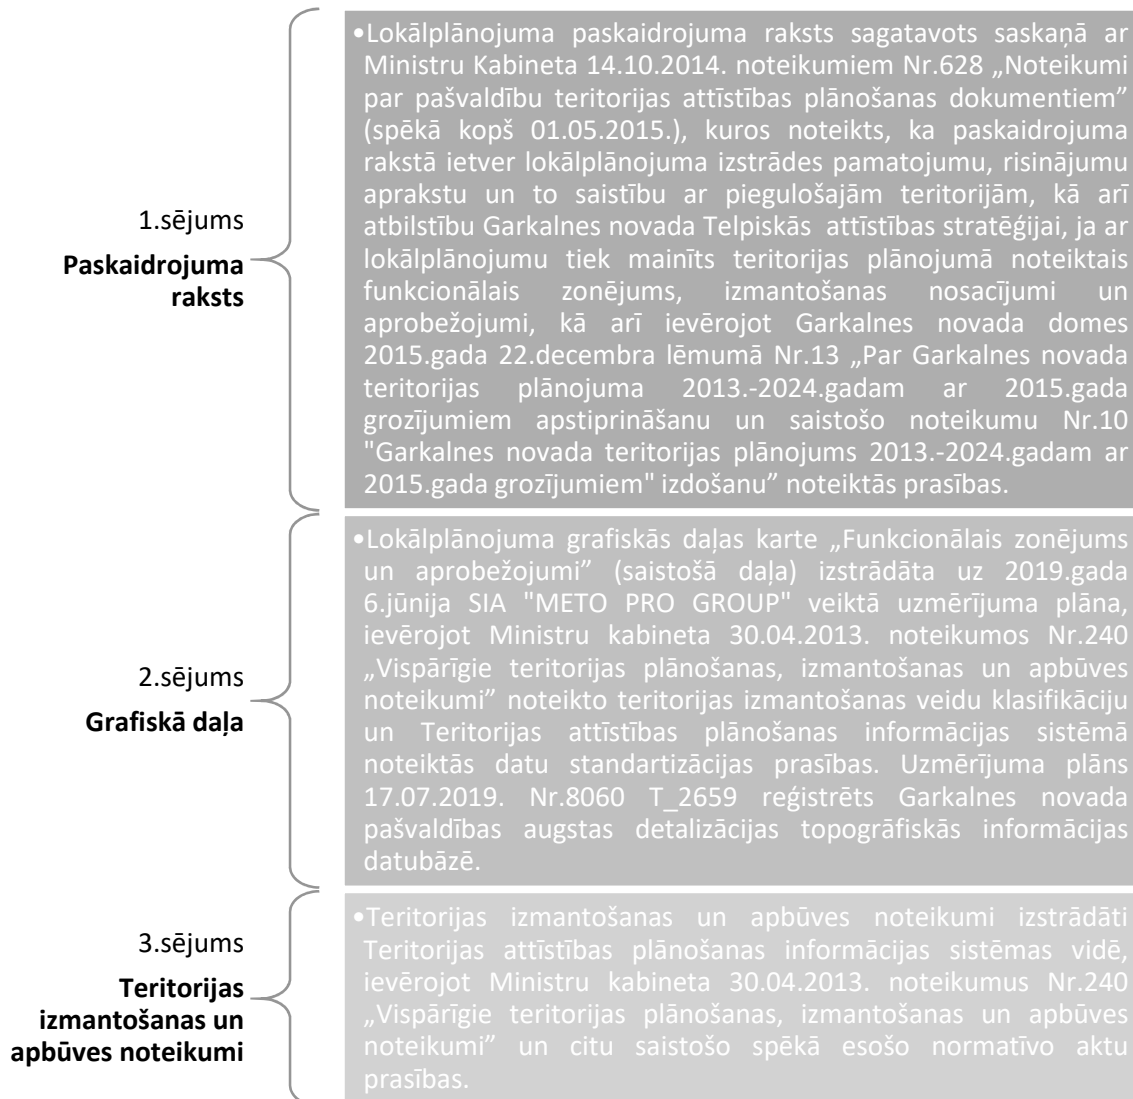 1.sējums
Paskaidrojuma
raksts
•Lokālplānojuma paskaidrojuma raksts sagatavots saskaņā ar
Ministru Kabineta 14.10.2014. noteikumiem Nr.628 „Noteikumi
par pašvaldību teritorijas attīstības plānošanas dokumentiem”
(spēkā kopš 01.05.2015.), kuros noteikts, ka paskaidrojuma
rakstā ietver lokālplānojuma izstrādes pamatojumu, risinājumu
aprakstu un to saistību ar piegulošajām teritorijām, kā arī
atbilstību Garkalnes novada Telpiskās attīstības stratēģijai, ja ar
lokālplānojumu tiek mainīts teritorijas plānojumā noteiktais
funkcionālais zonējums, izmantošanas nosacījumi un
aprobežojumi, kā arī ievērojot Garkalnes novada domes
2015.gada 22.decembra lēmumā Nr.13 „Par Garkalnes novada
teritorijas plānojuma 2013.-2024.gadam ar 2015.gada
grozījumiem apstiprināšanu un saistošo noteikumu Nr.10
"Garkalnes novada teritorijas plānojums 2013.-2024.gadam ar
2015.gada grozījumiem" izdošanu” noteiktās prasības.
2.sējums
Grafiskā daļa
•Lokālplānojuma grafiskās daļas karte „Funkcionālais zonējums
un aprobežojumi” (saistošā daļa) izstrādāta uz 2019.gada
6.jūnija SIA "METO PRO GROUP" veiktā uzmērījuma plāna,
ievērojot Ministru kabineta 30.04.2013. noteikumos Nr.240
„Vispārīgie teritorijas plānošanas, izmantošanas un apbūves
noteikumi” noteikto teritorijas izmantošanas veidu klasifikāciju
un Teritorijas attīstības plānošanas informācijas sistēmā
noteiktās datu standartizācijas prasības. Uzmērījuma plāns
17.07.2019. Nr.8060 T_2659 reģistrēts Garkalnes novada
pašvaldības augstas detalizācijas topogrāfiskās informācijas
datubāzē.
3.sējums
Teritorijas
izmantošanas un
apbūves noteikumi
•Teritorijas izmantošanas un apbūves noteikumi izstrādāti
Teritorijas attīstības plānošanas informācijas sistēmas vidē,
ievērojot Ministru kabineta 30.04.2013. noteikumus Nr.240
„Vispārīgie teritorijas plānošanas, izmantošanas un apbūves
noteikumi” un citu saistošo spēkā esošo normatīvo aktu
prasības.